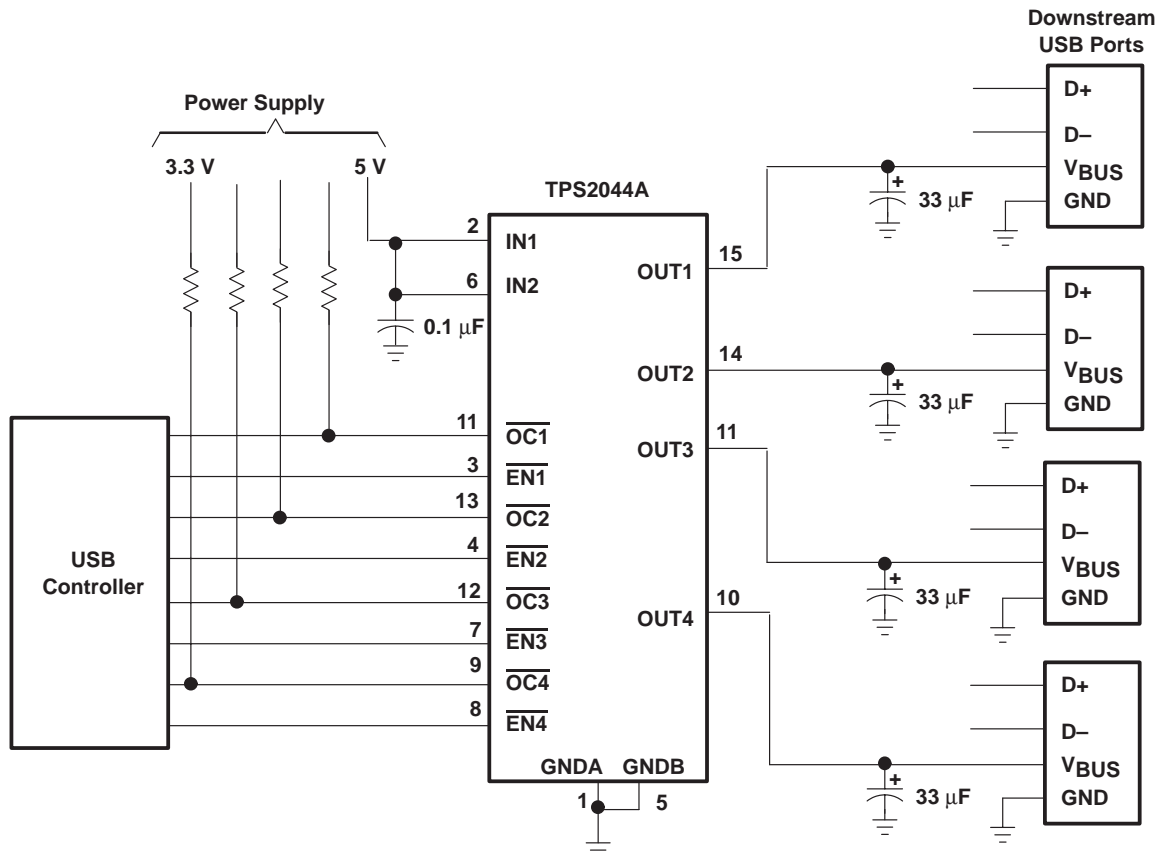 Downstream
USB Ports
Power Supply
3.3 V
5 V
TPS2044A
0.1 μF
USB
Controller
2
IN1
6
IN2
11
OC1
3
EN1
13
OC2
4
EN2
12
OC3
7
EN3
9
OC4
8
EN4
GNDA
GNDB
1
5
OUT1
15
OUT2
14
OUT3
11
OUT4
10
+
33 μF
D+
D–
VBUS
GND
+
33 μF
D+
D–
VBUS
GND
+
33 μF
D+
D–
VBUS
GND
+
33 μF
D+
D–
VBUS
GND